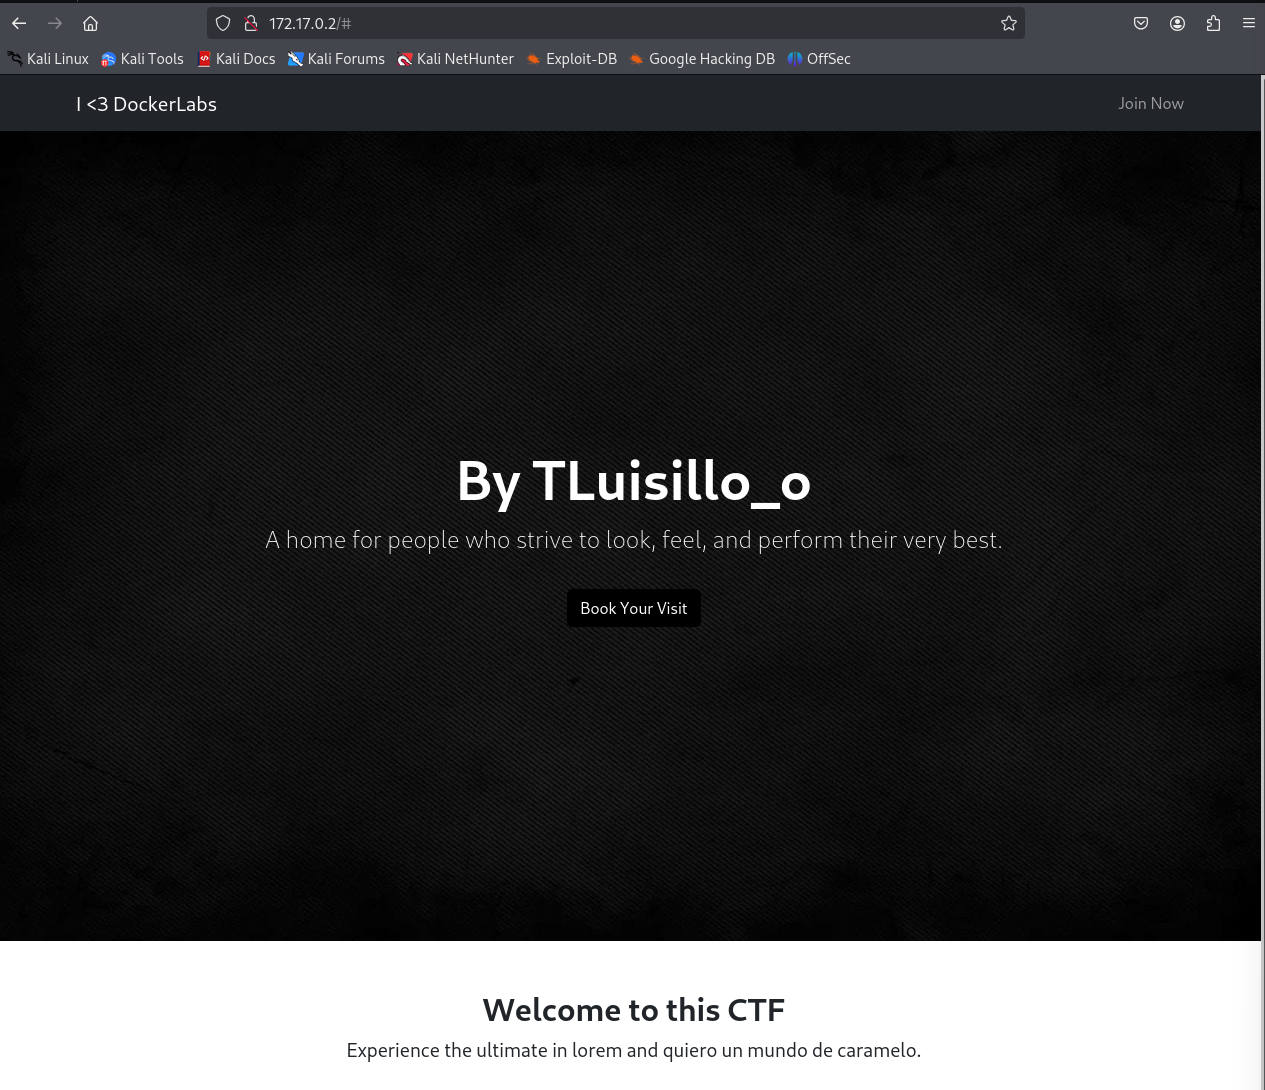 172.17.0.2/#
Kali Linux Kali Tools Kali Docs Kali Forums Kali NetHunter Exploit-DB Google Hacking DB OffSec
I <3 DockerLabs Join Now
By TLuisillo_o
A home for people who strive to look, feel, and perform their very best.
Book Your Visit
Welcome to this CTF
Experience the ultimate in lorem and quiero un mundo de caramelo.